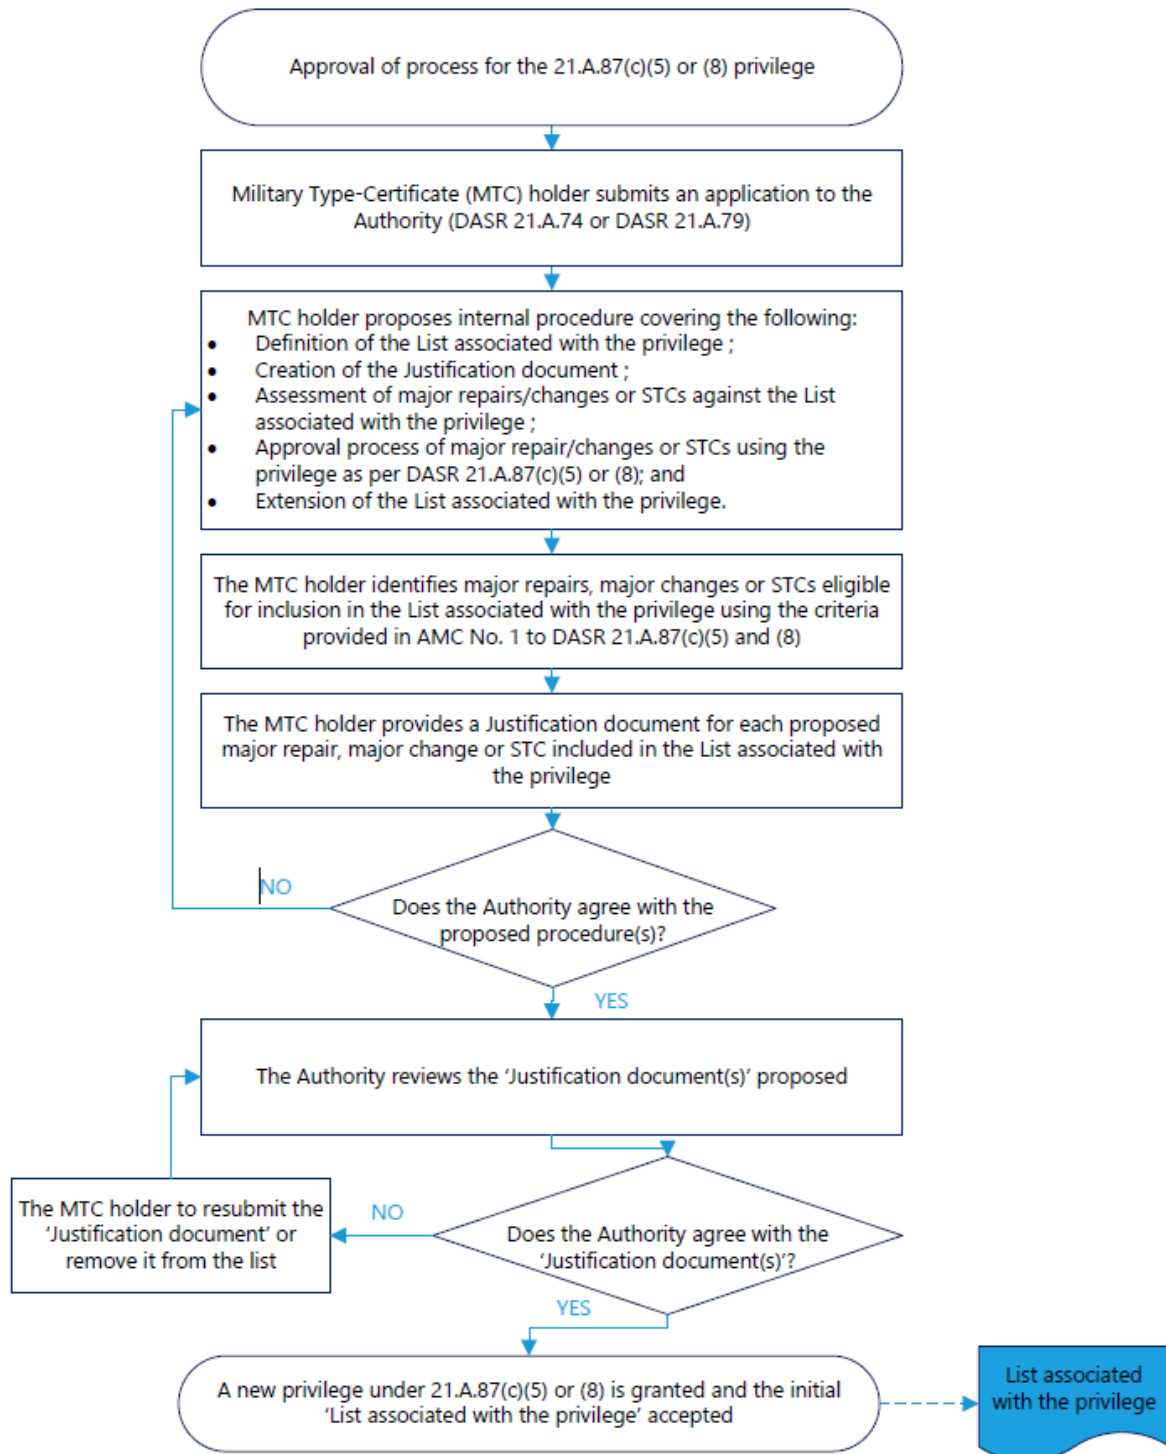 Approval of process for the 21.A.87(c)(5) or (8) privilege
Military Type-Certificate (MTC) holder submits an application to the
Authority (DASR 21.A.74 or DASR 21.A.79)
MTC holder proposes internal procedure covering the following:
• Definition of the List associated with the privilege ;
• Creation of the Justification document ;
• Assessment of major repairs/changes or STCs against the List
associated with the privilege ;
• Approval process of major repair/changes or STCs using the
privilege as per DASR 21.A.87(c)(5) or (8); and
• Extension of the List associated with the privilege.
The MTC holder identifies major repairs, major changes or STCs eligible
for inclusion in the List associated with the privilege using the criteria
provided in AMC No. 1 to DASR 21.A.87(c)(5) and (8)
The MTC holder provides a Justification document for each proposed
major repair, major change or STC included in the List associated with
the privilege
NO
Does the Authority agree with the
proposed procedure(s)?
YES
The Authority reviews the ‘Justification document(s)’ proposed
The MTC holder to resubmit the
‘Justification document’ or
remove it from the list
NO
Does the Authority agree with the
‘Justification document(s)’?
YES
A new privilege under 21.A.87(c)(5) or (8) is granted and the initial
‘List associated with the privilege’ accepted
List associated
with the privilege